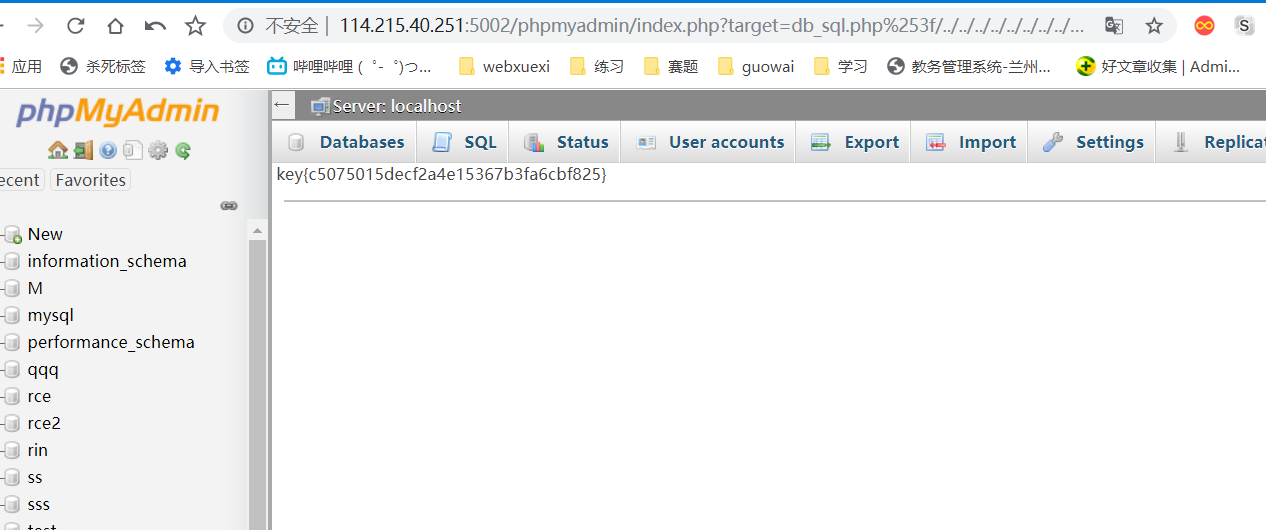 不安全 | 114.215.40.251:5002/phpmyadmin/index.php?target=db_sql.php%253f/../../../../../../../../...
应用 杀死标签 导入书签 哔哩哔哩 (゜-゜)つ... webxuexi 练习 赛题 guowai 学习 教务管理系统-兰州... 好文章收集 | Admi...
phpMyAdmin
← Server: localhost
Databases SQL Status User accounts Export Import Settings Replica
key{c5075015decf2a4e15367b3fa6cbf825}
ecent Favorites
New
information_schema
M
mysql
performance_schema
qqq
rce
rce2
rin
ss
sss
test